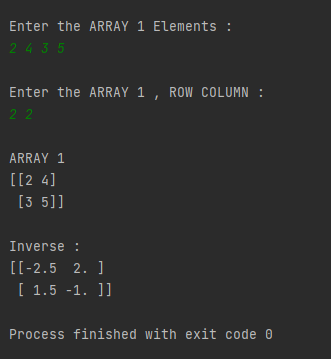 Enter the ARRAY 1 Elements :
2 4 3 5
Enter the ARRAY 1 , ROW COLUMN :
2 2
ARRAY 1
[[2 4]
 [3 5]]
Inverse :
[[-2.5  2. ]
 [ 1.5 -1. ]]
Process finished with exit code 0